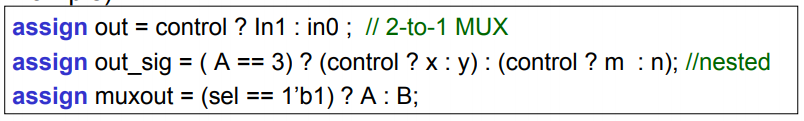 assign out = control ? In1 : in0 ; // 2-to-1 MUX
assign out_sig = ( A == 3) ? (control ? x : y) : (control ? m : n); //nested
assign muxout = (sel == 1’b1) ? A : B;